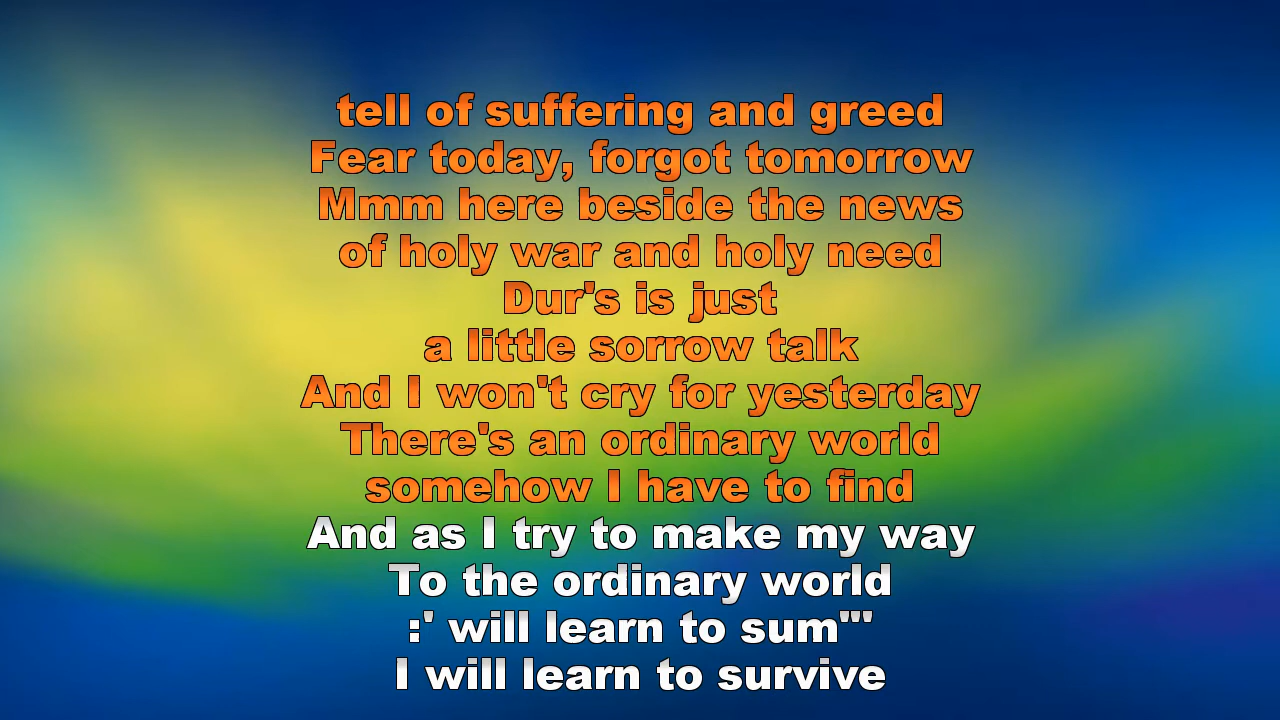 tell of suffering and greed
Fear today, forgot tomorrow
Mmm here beside the news
of holy war and holy need
Dur's is just
a little sorrow talk
And I won't cry for yesterday
There's an ordinary world
somehow I have to find
And as I try to make my way
To the ordinary world
:' will learn to sum"'
I will learn to survive